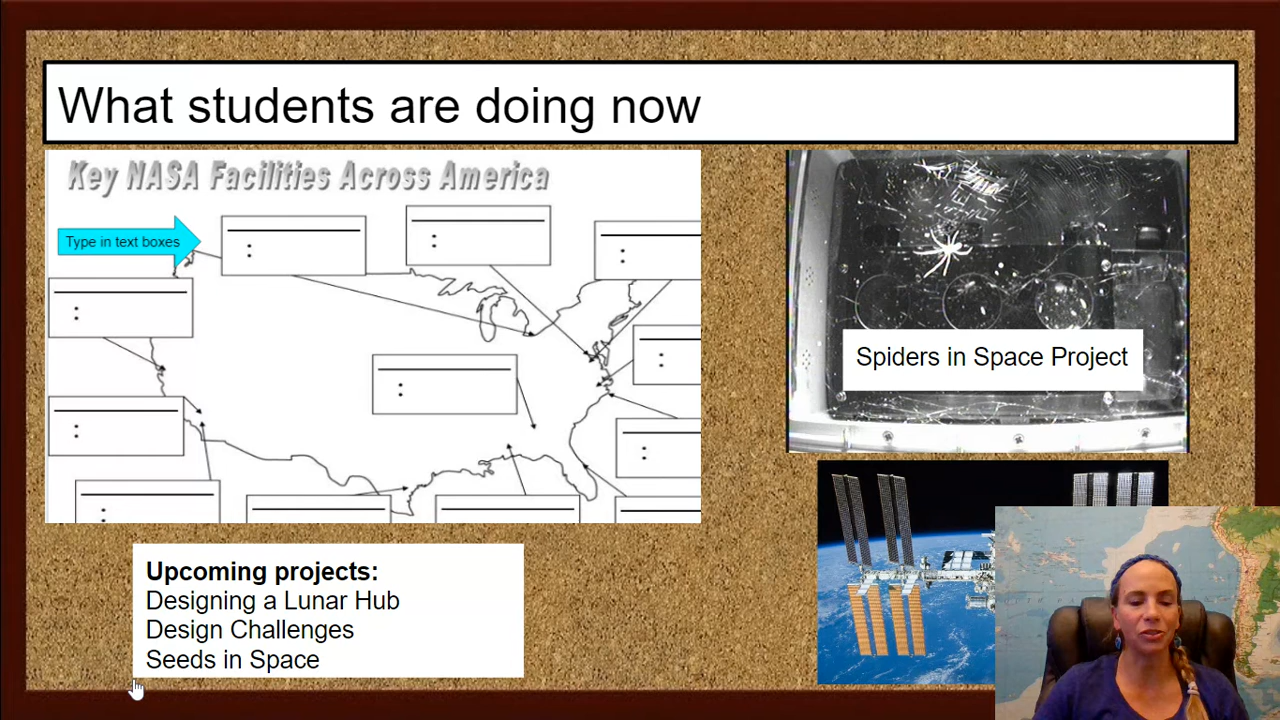 What students are doing now
Key NASA Facilities Across America
Type in text boxes
Spiders in Space Project
Upcoming projects:
Designing a Lunar Hub
Design Challenges
Seeds in Space